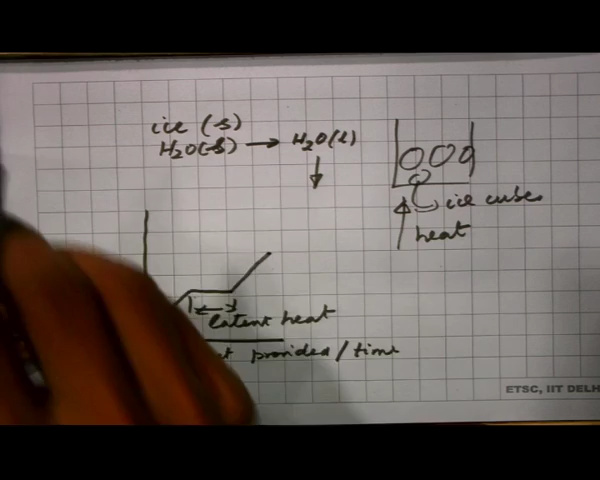 ice (s)
H₂O(s) → H₂O(l)
ice cubes
heat
latent heat
provided / time
ETSC, IIT DELH